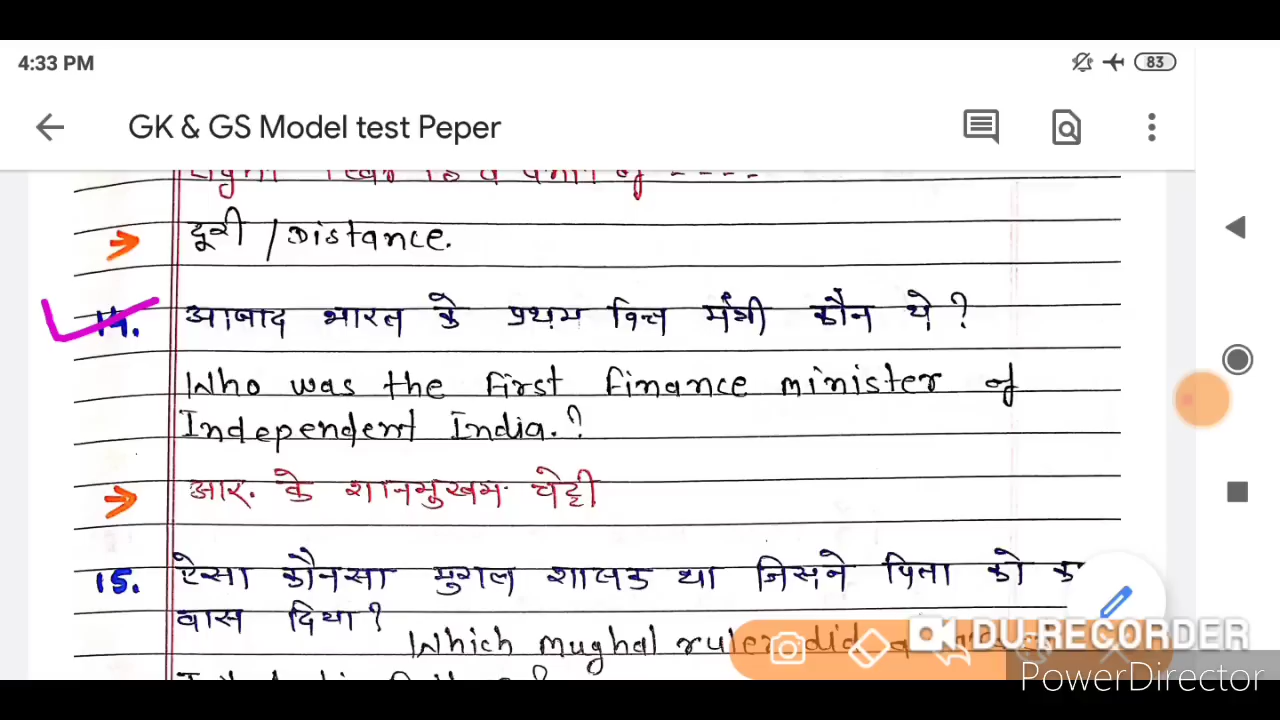 4:33 PM
83
GK & GS Model test Peper
दूरी / Distance.
14. आजाद भारत के प्रथम वित्त मंत्री कौन थे ?
Who was the first finance minister of
Independent India.?
आर. के शानमुखम चेट्टी
15. ऐसा कौनसा मुगल शासक था जिसने पिता को
वास दिया?
Which mughal ruler did
DU RECORDER
PowerDirector